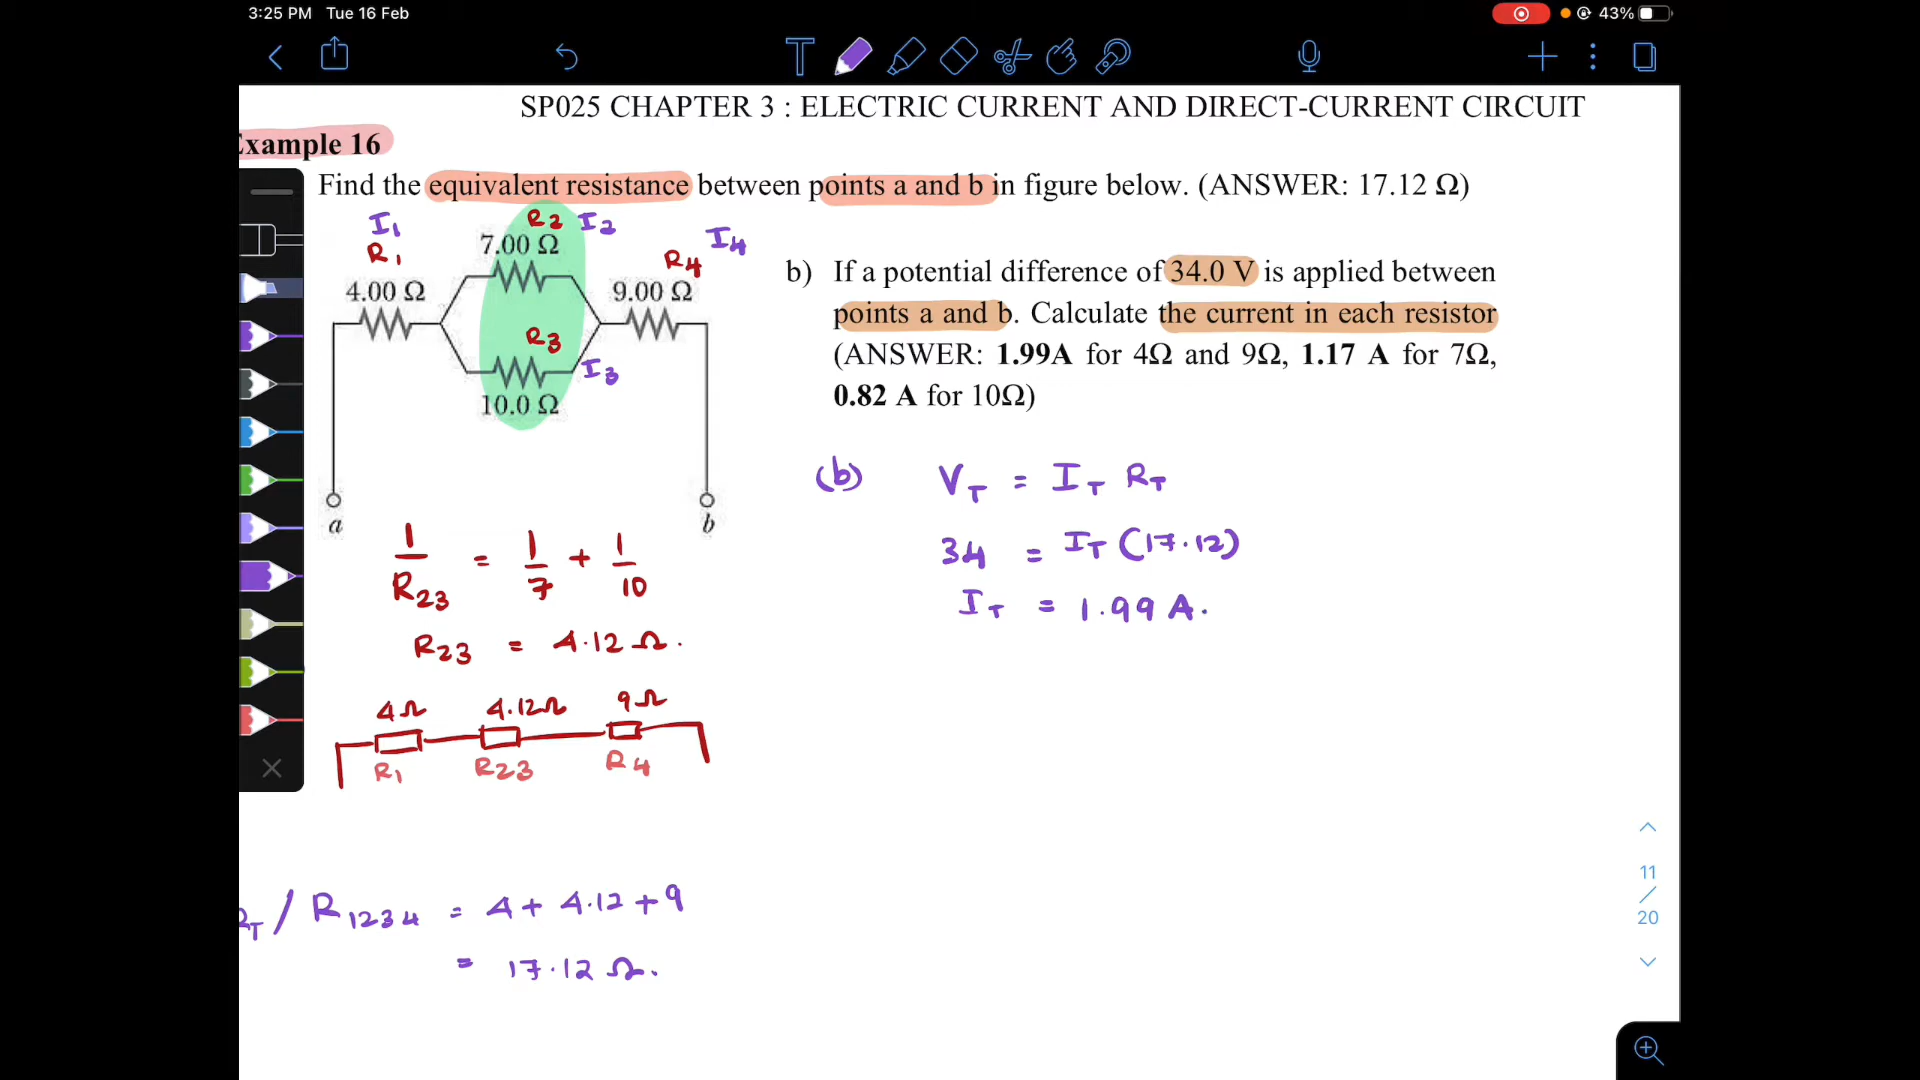 3:25 PM Tue 16 Feb
43%
SP025 CHAPTER 3 : ELECTRIC CURRENT AND DIRECT-CURRENT CIRCUIT
Example 16
Find the equivalent resistance between points a and b in figure below. (ANSWER: 17.12 Ω)
I1
R1
4.00 Ω
R2 I2
7.00 Ω
R3
I3
10.0 Ω
I4
R4
9.00 Ω
a
b
1/R23 = 1/7 + 1/10
R23 = 4.12 Ω.
4Ω 4.12Ω 9Ω
R1 R23 R4
RT / R1234 = 4 + 4.12 + 9
= 17.12 Ω.
b) If a potential difference of 34.0 V is applied between
points a and b. Calculate the current in each resistor
(ANSWER: 1.99A for 4Ω and 9Ω, 1.17 A for 7Ω,
0.82 A for 10Ω)
(b) VT = IT RT
34 = IT (17.12)
IT = 1.99 A.
11
/
20